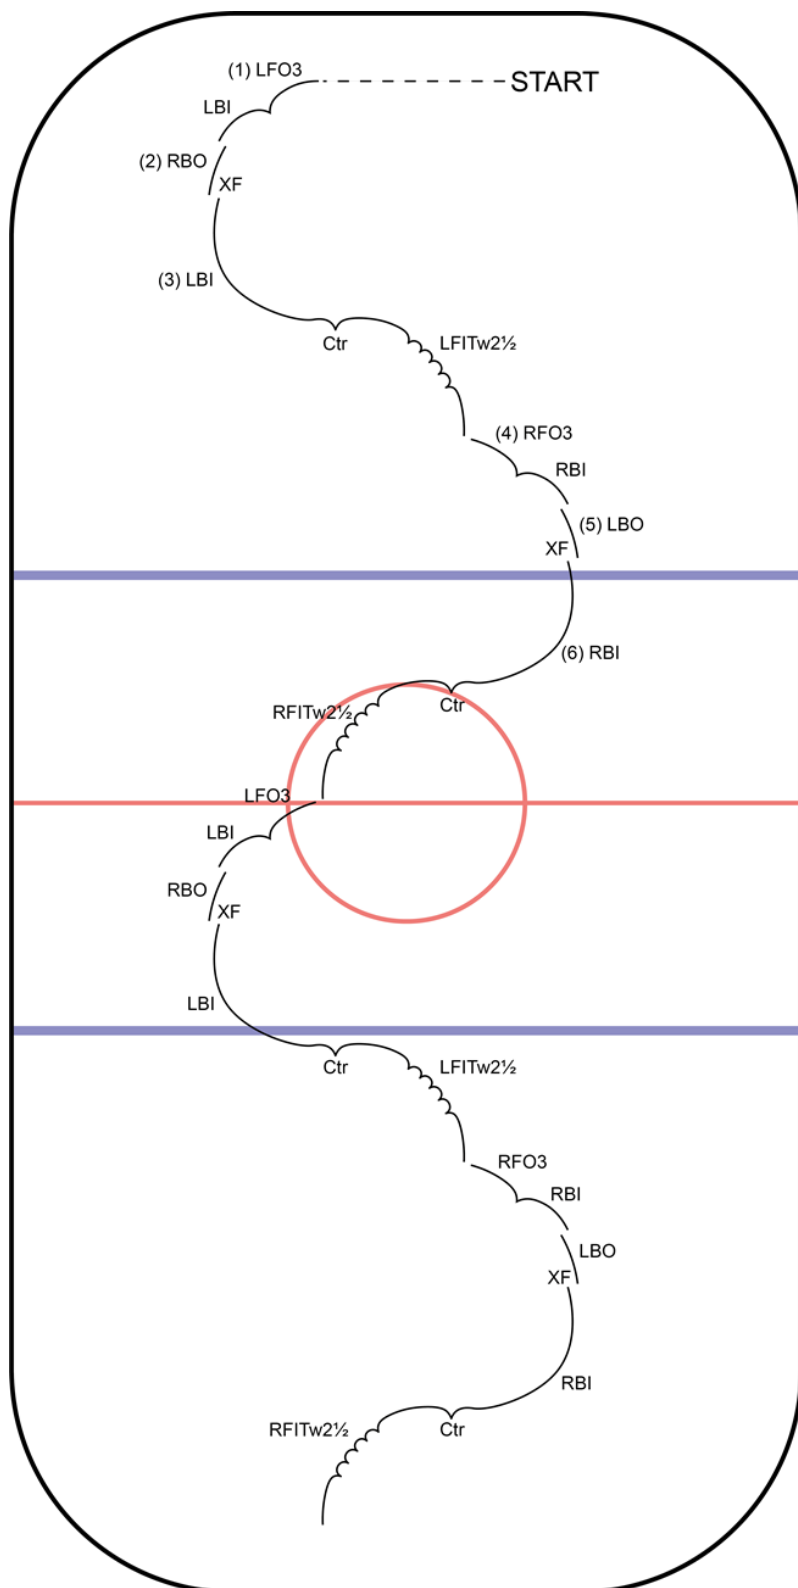 (1) LFO3
START
LBI
(2) RBO
XF
(3) LBI
Ctr
LFITw2½
(4) RFO3
RBI
(5) LBO
XF
(6) RBI
Ctr
RFITw2½
LFO3
LBI
RBO
XF
LBI
Ctr
LFITw2½
RFO3
RBI
LBO
XF
RBI
Ctr
RFITw2½